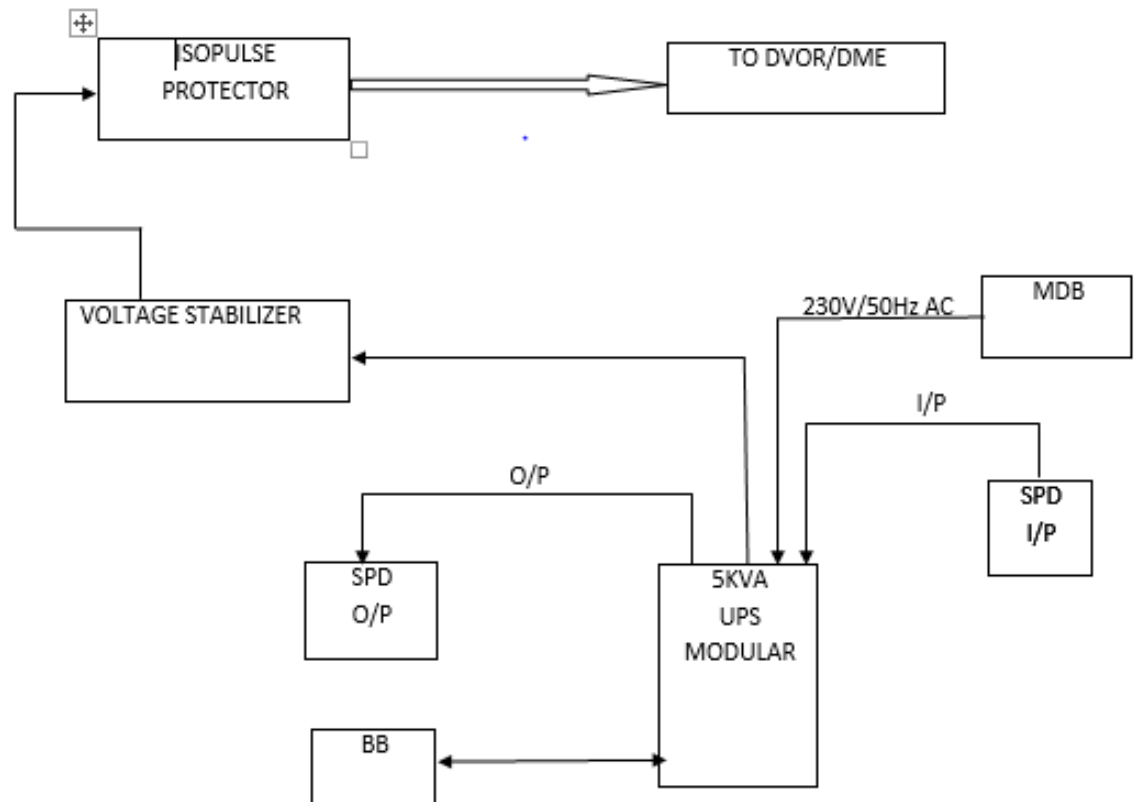 ISOPULSE
PROTECTOR
TO DVOR/DME
MDB
230V/50Hz AC
VOLTAGE STABILIZER
I/P
O/P
SPD
I/P
SPD
O/P
5KVA
UPS
MODULAR
BB